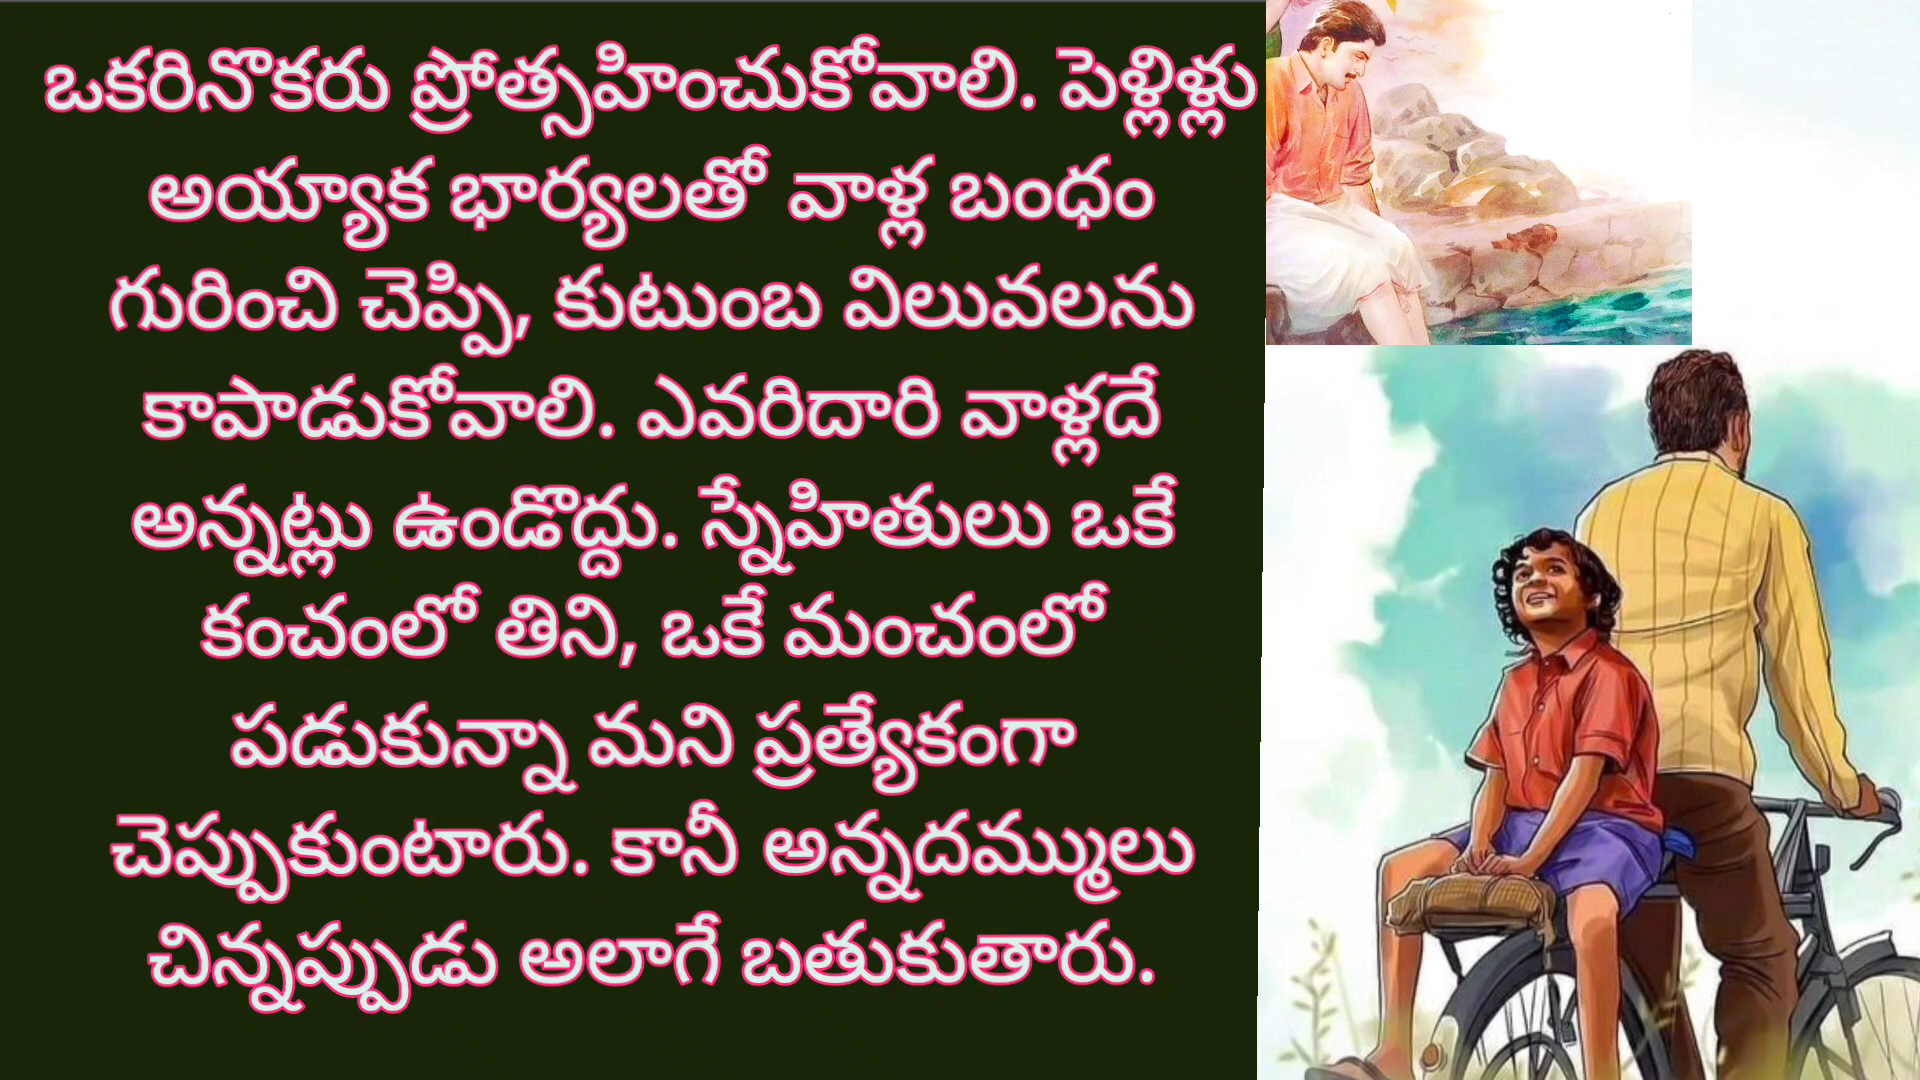 ఒకరినొకరు ప్రోత్సహించుకోవాలి. పెళ్లిళ్లు
అయ్యాక భార్యలతో వాళ్ల బంధం
గురించి చెప్పి, కుటుంబ విలువలను
కాపాడుకోవాలి. ఎవరిదారి వాళ్లదే
అన్నట్లు ఉండొద్దు. స్నేహితులు ఒకే
కంచంలో తిని, ఒకే మంచంలో
పడుకున్నా మని ప్రత్యేకంగా
చెప్పుకుంటారు. కానీ అన్నదమ్ములు
చిన్నప్పుడు అలాగే బతుకుతారు.